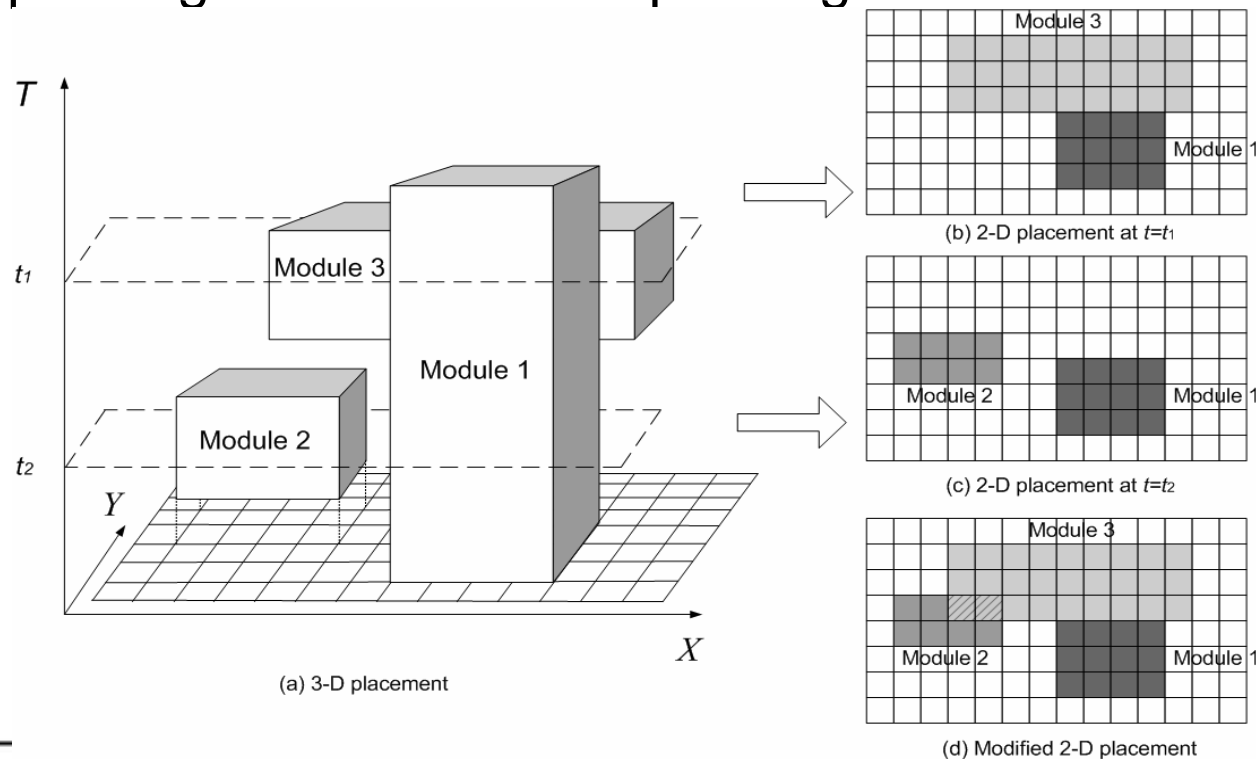 T
t1
t2
Y
X
Module 3
Module 2
Module 1
(a) 3-D placement
Module 3
Module 1
(b) 2-D placement at t=t1
Module 2
Module 1
(c) 2-D placement at t=t2
Module 3
Module 2
Module 1
(d) Modified 2-D placement